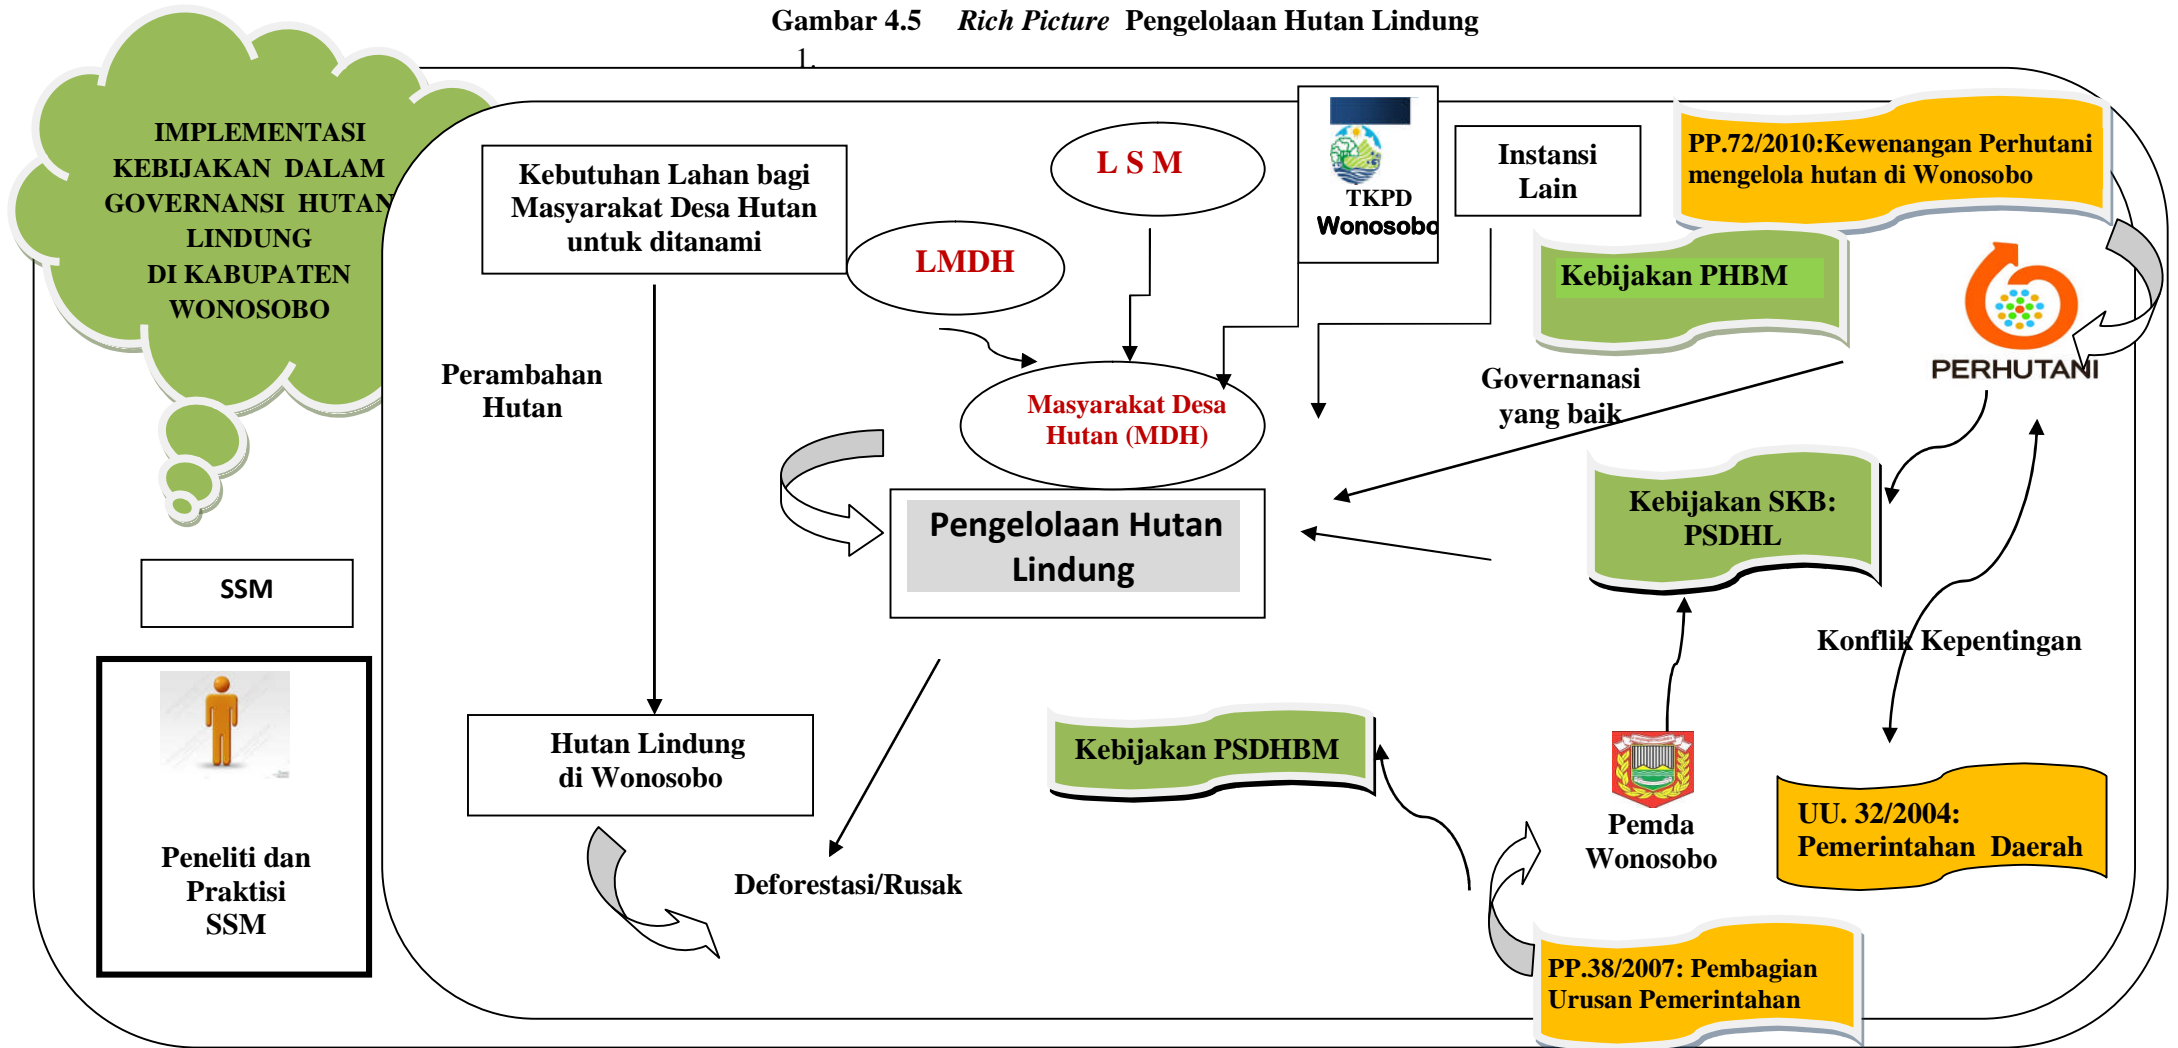 Gambar 4.5 Rich Picture Pengelolaan Hutan Lindung
1.
IMPLEMENTASI
KEBIJAKAN DALAM
GOVERNANSI HUTAN
LINDUNG
DI KABUPATEN
WONOSOBO
SSM
Peneliti dan
Praktisi
SSM
Kebutuhan Lahan bagi
Masyarakat Desa Hutan
untuk ditanami
LMDH
L S M
TKPD
Wonosobo
Instansi
Lain
PP.72/2010:Kewenangan Perhutani
mengelola hutan di Wonosobo
Kebijakan PHBM
PERHUTANI
Perambahan
Hutan
Masyarakat Desa
Hutan (MDH)
Governanasi
yang baik
Pengelolaan Hutan
Lindung
Kebijakan SKB:
PSDHL
Konflik Kepentingan
Hutan Lindung
di Wonosobo
Kebijakan PSDHBM
Pemda
Wonosobo
UU. 32/2004:
Pemerintahan Daerah
Deforestasi/Rusak
PP.38/2007: Pembagian
Urusan Pemerintahan